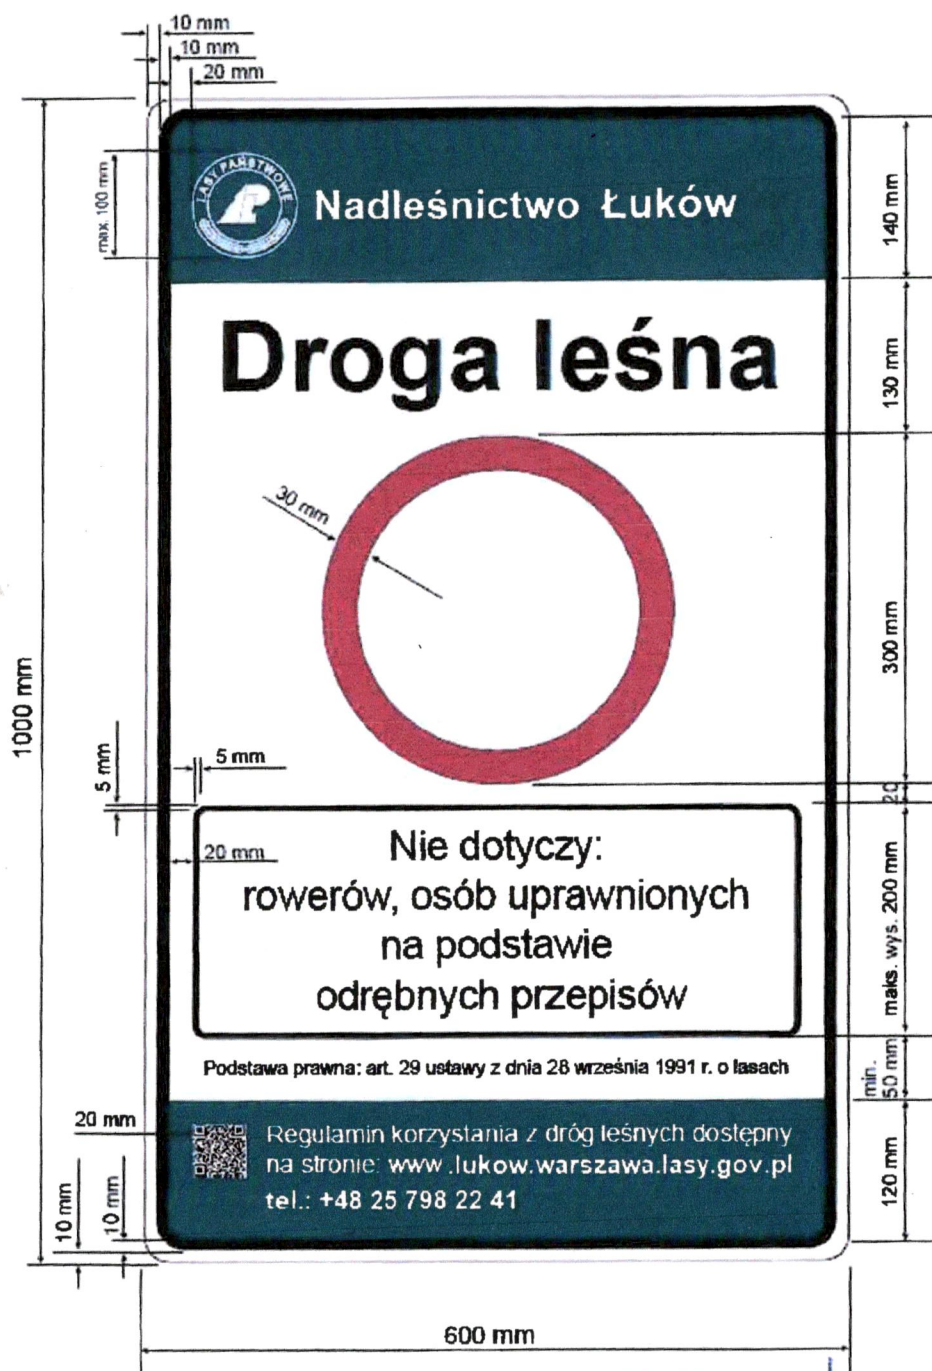 10 mm
10 mm
20 mm
max. 100 mm
LASY PAŃSTWOWE
Nadleśnictwo Łuków
140 mm
Droga leśna
130 mm
30 mm
300 mm
1000 mm
5 mm
5 mm
20
20 mm
Nie dotyczy:
rowerów, osób uprawnionych
na podstawie
odrębnych przepisów
maks. wys. 200 mm
Podstawa prawna: art. 29 ustawy z dnia 28 września 1991 r. o lasach
min.
50 mm
20 mm
Regulamin korzystania z dróg leśnych dostępny
na stronie: www .lukow.warszawa.lasy.gov.pl
tel.: +48 25 798 22 41
120 mm
10 mm
10 mm
600 mm